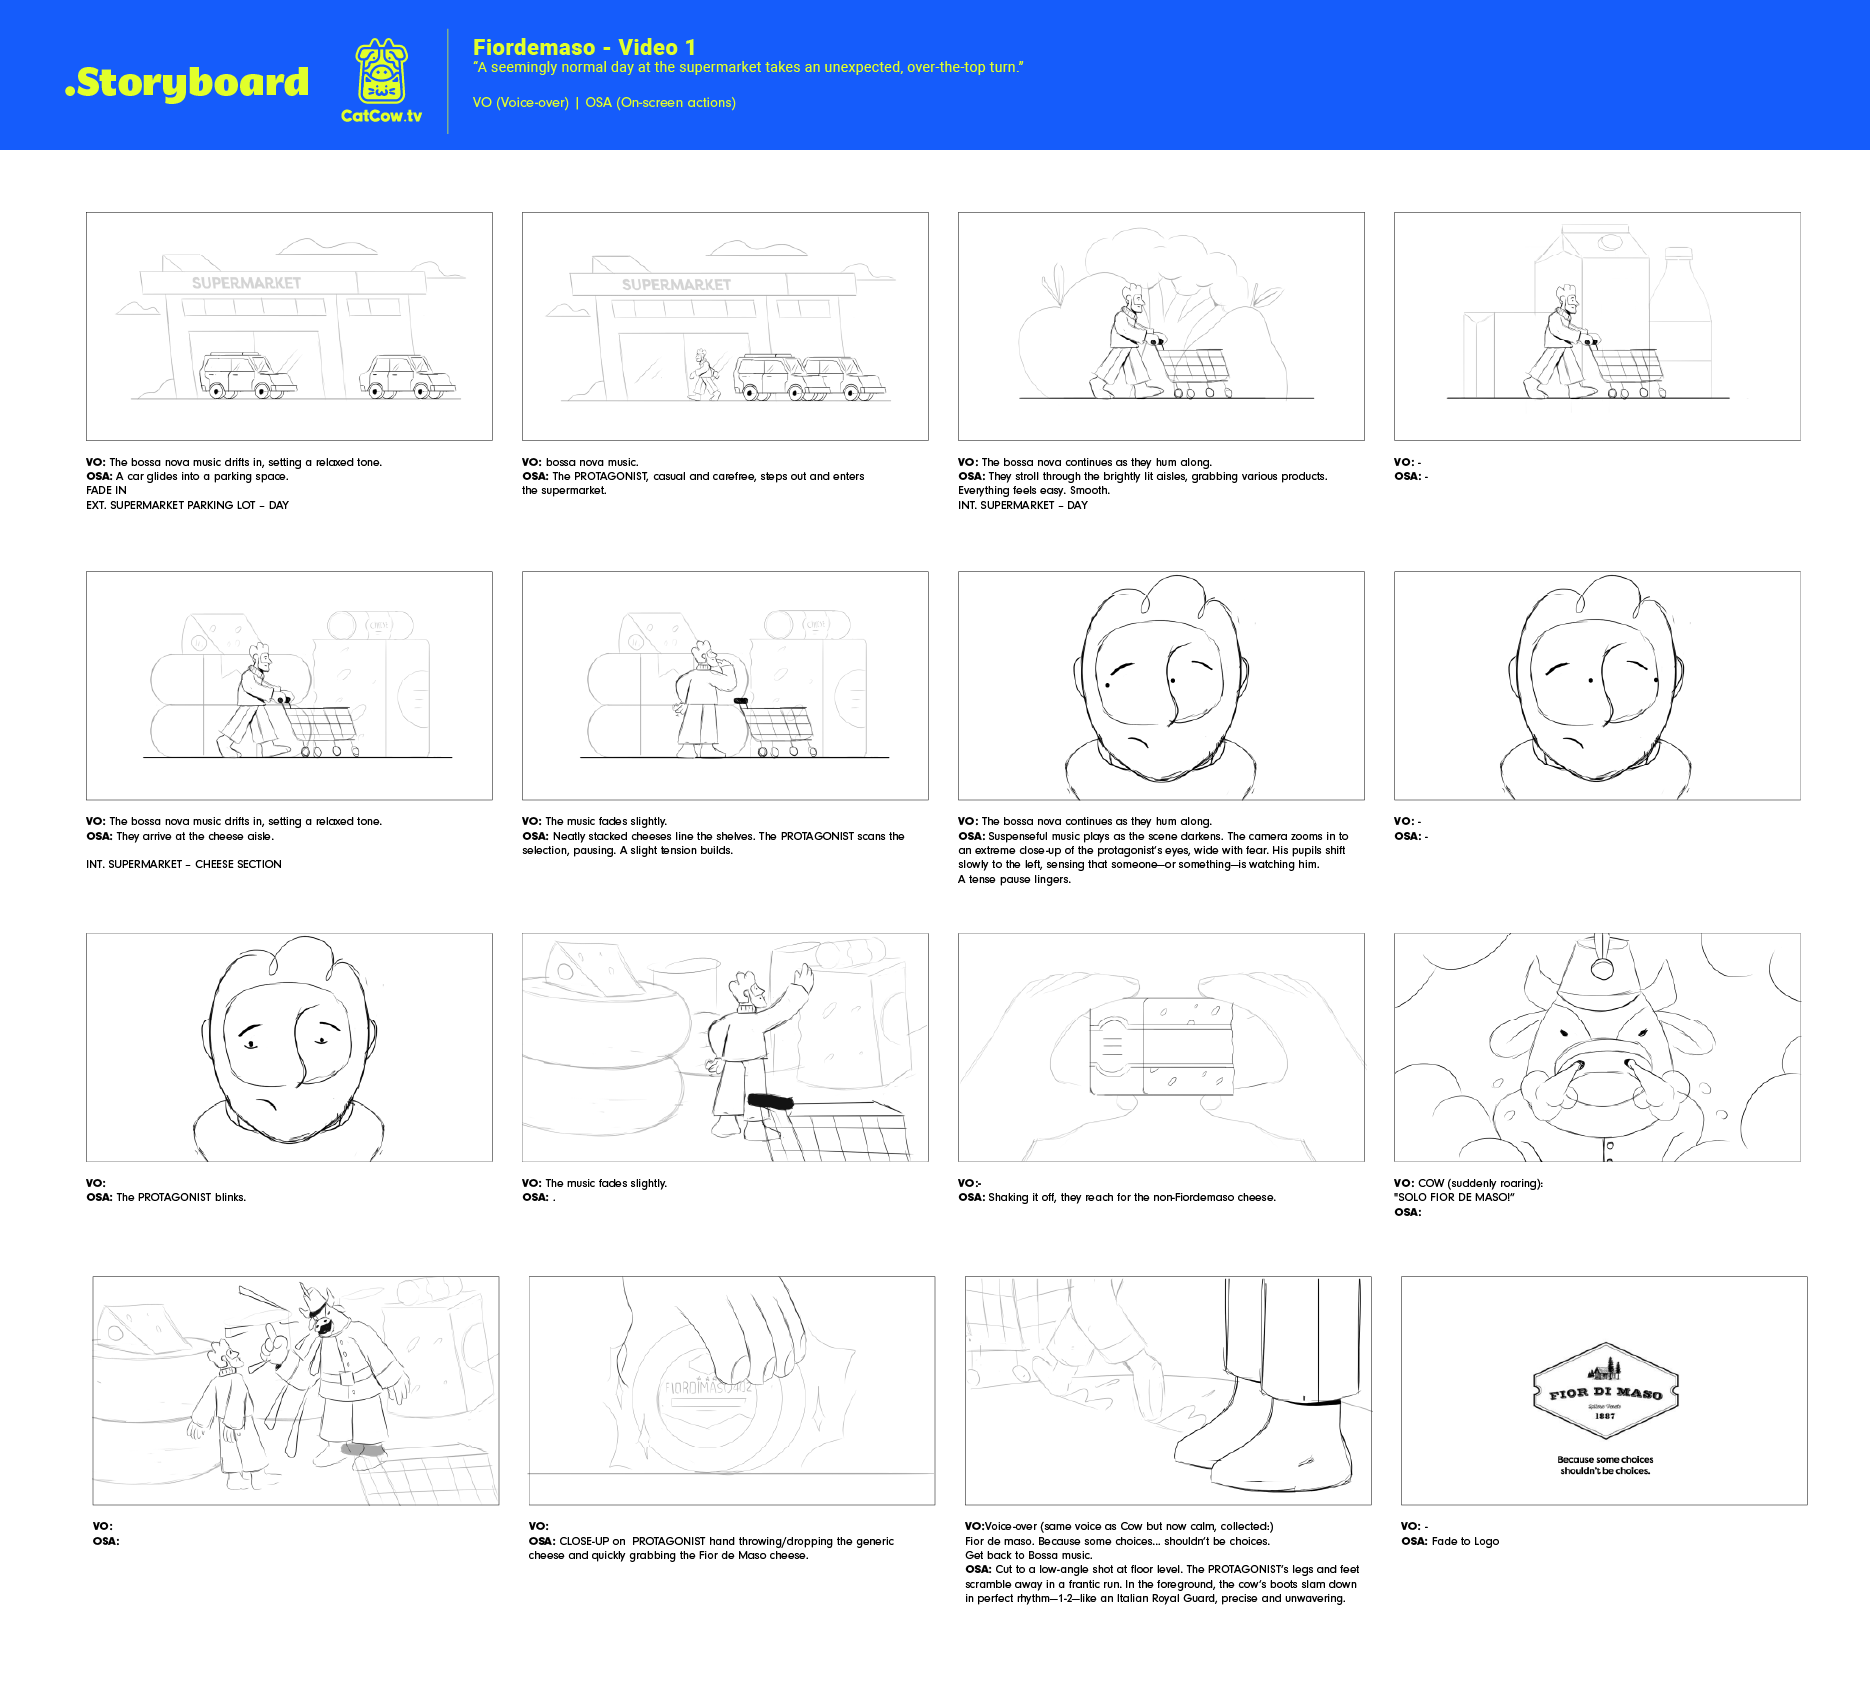 .Storyboard
CatCow.tv
Fiordemaso - Video 1
“A seemingly normal day at the supermarket takes an unexpected, over-the-top turn.”
VO (Voice-over) | OSA (On-screen actions)
SUPERMARKET
SUPERMARKET
VO: The bossa nova music drifts in, setting a relaxed tone.
OSA: A car glides into a parking space.
FADE IN
EXT. SUPERMARKET PARKING LOT – DAY
VO: bossa nova music.
OSA: The PROTAGONIST, casual and carefree, steps out and enters
the supermarket.
VO: The bossa nova continues as they hum along.
OSA: They stroll through the brightly lit aisles, grabbing various products.
Everything feels easy. Smooth.
INT. SUPERMARKET – DAY
VO: -
OSA: -
VO: The bossa nova music drifts in, setting a relaxed tone.
OSA: They arrive at the cheese aisle.
INT. SUPERMARKET – CHEESE SECTION
VO: The music fades slightly.
OSA: Neatly stacked cheeses line the shelves. The PROTAGONIST scans the
selection, pausing. A slight tension builds.
VO: The bossa nova continues as they hum along.
OSA: Suspenseful music plays as the scene darkens. The camera zooms in to
an extreme close-up of the protagonist’s eyes, wide with fear. His pupils shift
slowly to the left, sensing that someone—or something—is watching him.
A tense pause lingers.
VO: -
OSA: -
VO:
OSA: The PROTAGONIST blinks.
VO: The music fades slightly.
OSA: .
VO:-
OSA: Shaking it off, they reach for the non-Fiordemaso cheese.
VO: COW (suddenly roaring):
"SOLO FIOR DE MASO!”
OSA:
FIOR DI MASO
1887
Because some choices
shouldn’t be choices.
VO:
OSA:
VO:
OSA: CLOSE-UP on  PROTAGONIST hand throwing/dropping the generic
cheese and quickly grabbing the Fior de Maso cheese.
VO:Voice-over (same voice as Cow but now calm, collected:)
Fior de maso. Because some choices... shouldn’t be choices.
Get back to Bossa music.
OSA: Cut to a low-angle shot at floor level. The PROTAGONIST’s legs and feet
scramble away in a frantic run. In the foreground, the cow’s boots slam down
in perfect rhythm—1-2—like an Italian Royal Guard, precise and unwavering.
VO: -
OSA: Fade to Logo